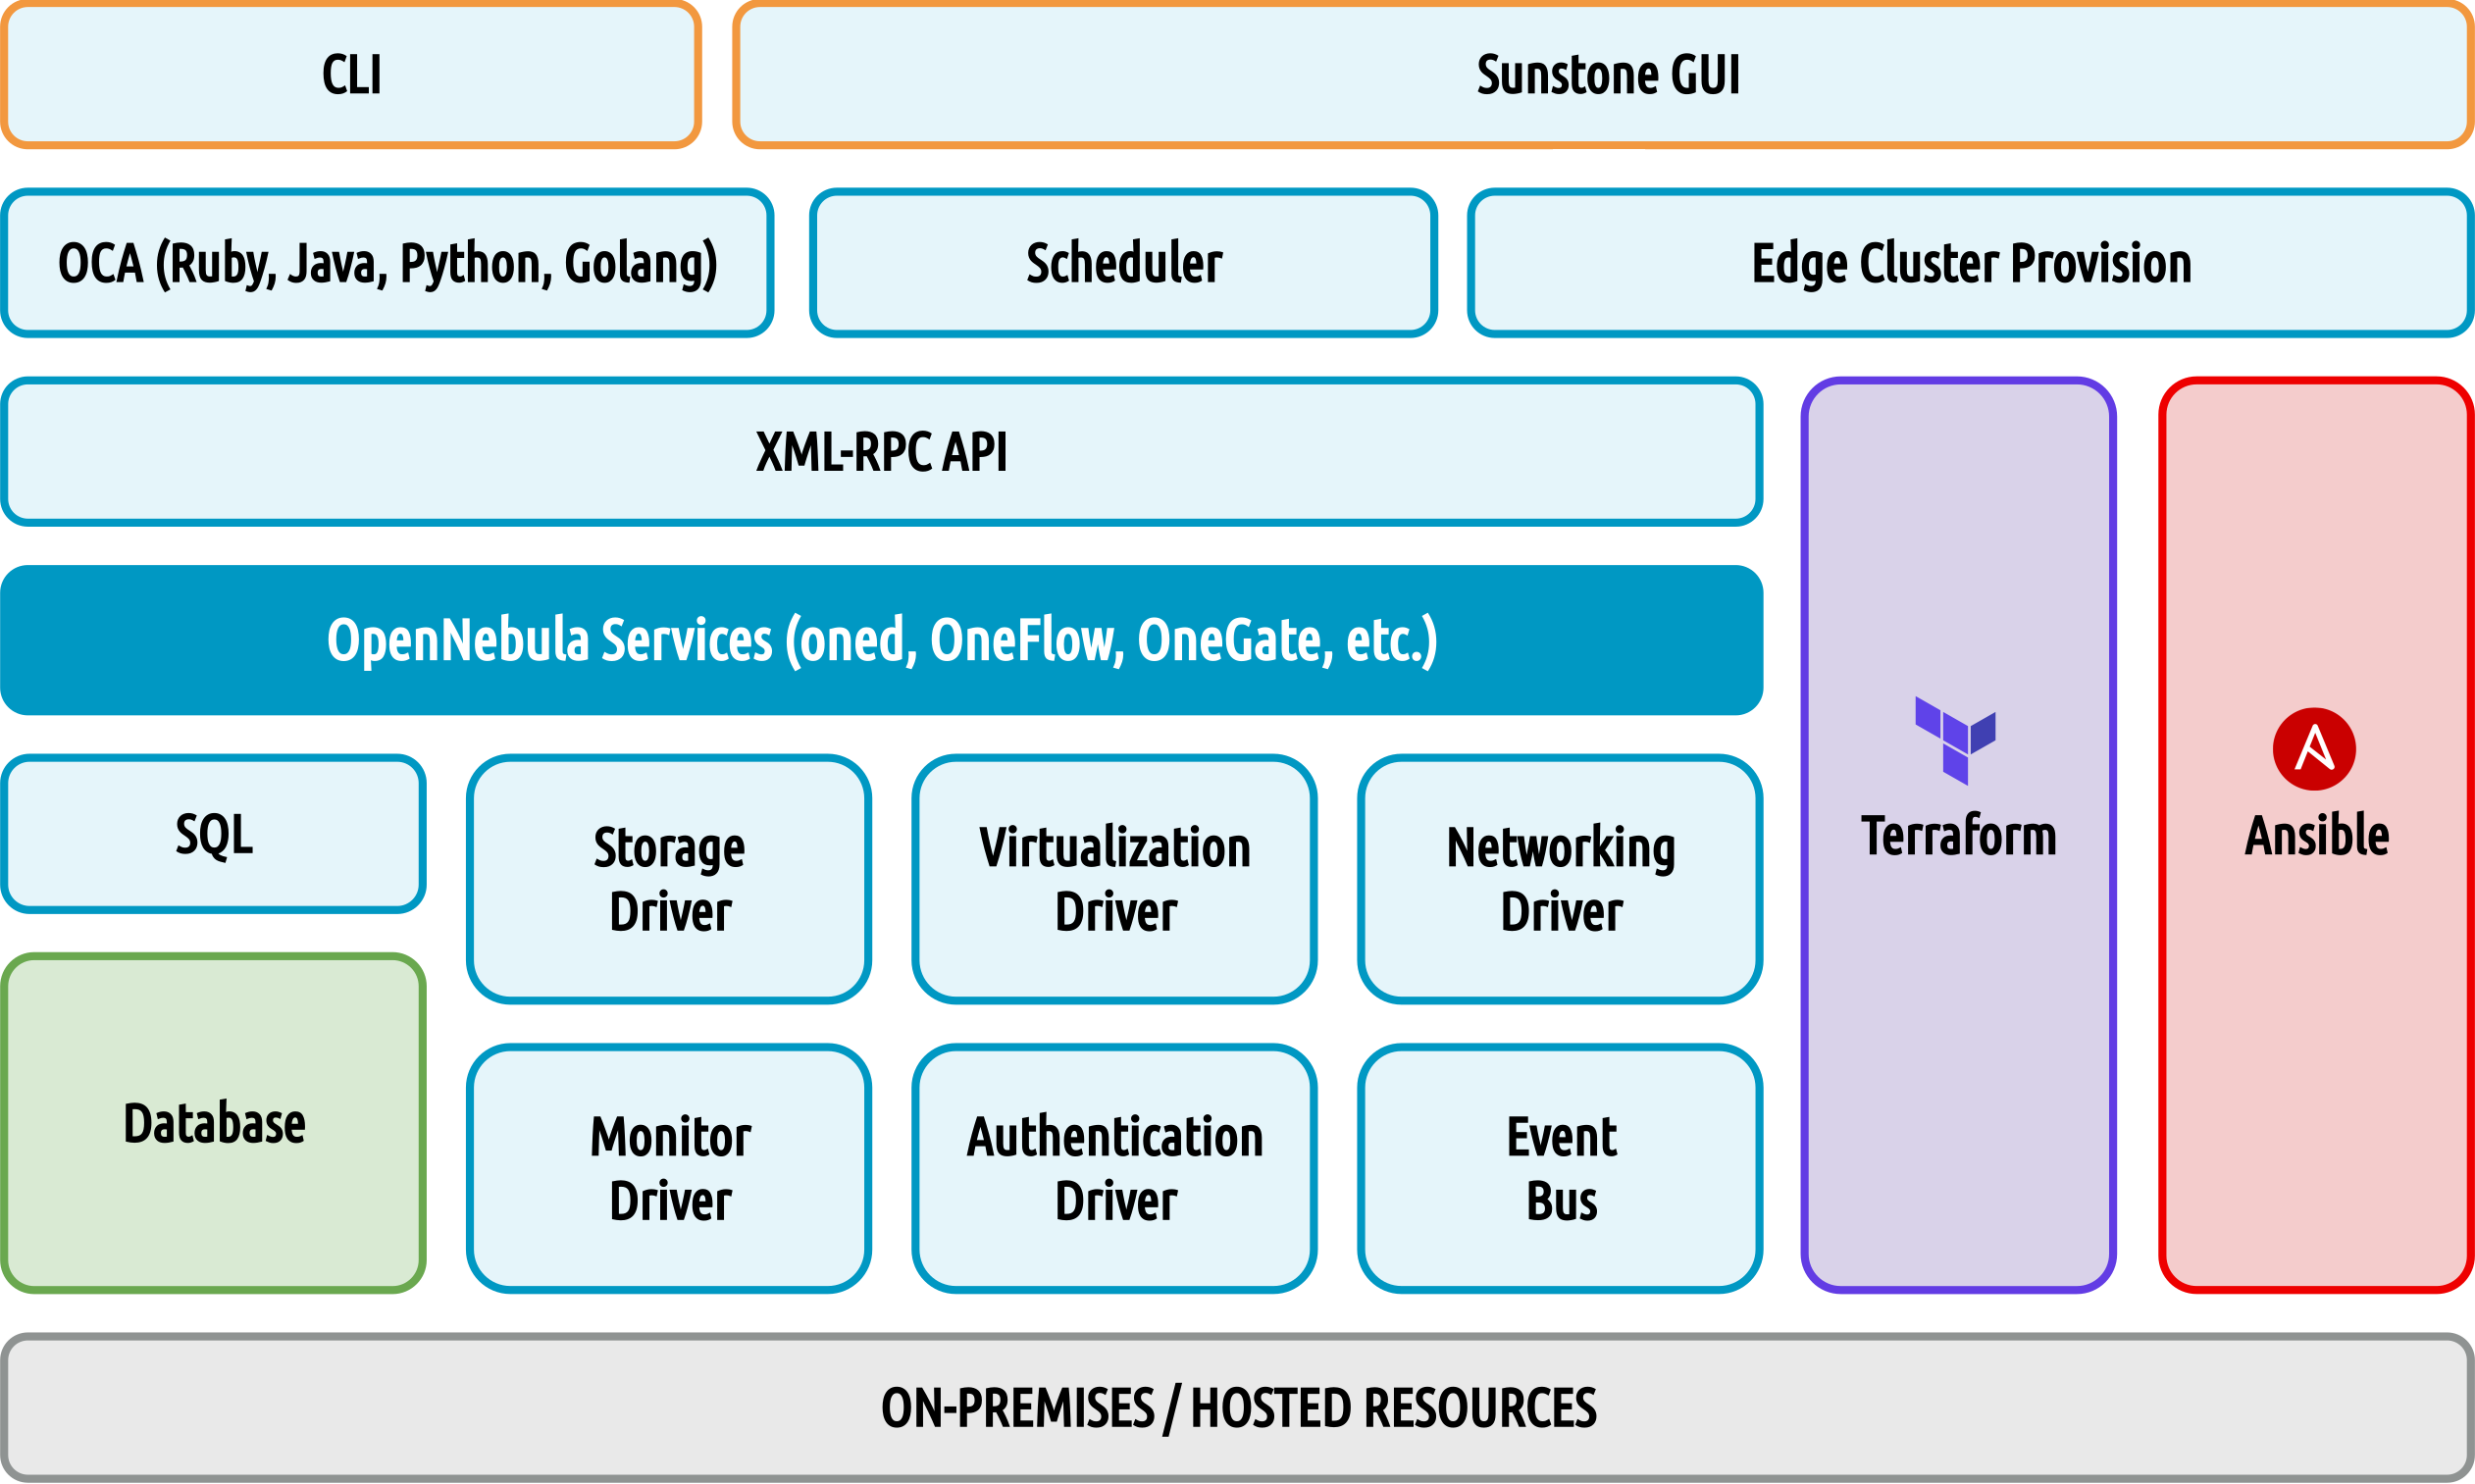 CLI
Sunstone GUI
OCA (Ruby, Java, Python, Golang)
Scheduler
Edge Cluster Provision
XML-RPC API
OpenNebula Services (oned, OneFlow, OneGate, etc.)
SQL
Storage
Driver
Virtualization
Driver
Networking
Driver
Terraform
Ansible
Database
Monitor
Driver
Authentication
Driver
Event
Bus
ON-PREMISES / HOSTED RESOURCES